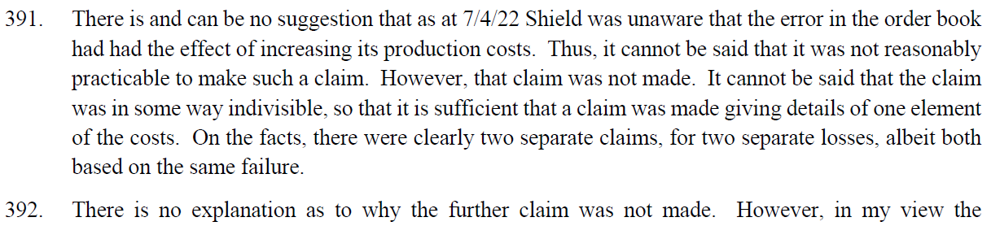 391. There is and can be no suggestion that as at 7/4/22 Shield was unaware that the error in the order book
had had the effect of increasing its production costs. Thus, it cannot be said that it was not reasonably
practicable to make such a claim. However, that claim was not made. It cannot be said that the claim
was in some way indivisible, so that it is sufficient that a claim was made giving details of one element
of the costs. On the facts, there were clearly two separate claims, for two separate losses, albeit both
based on the same failure.
392. There is no explanation as to why the further claim was not made. However, in my view the